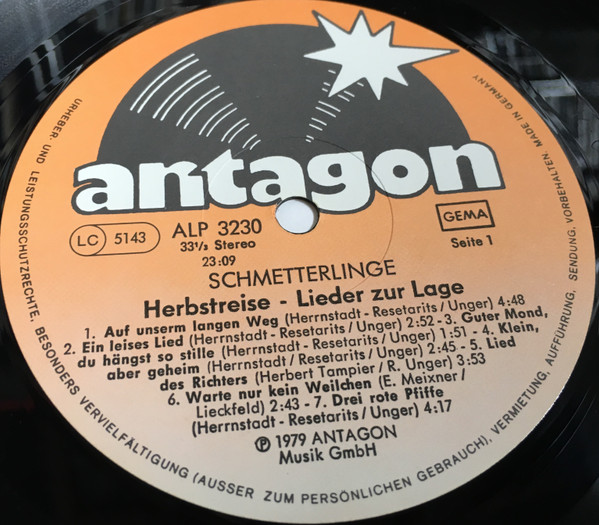 antagon
LC 5143
ALP 3230
33 1/3 Stereo
23:09
GEMA
Seite 1
SCHMETTERLINGE
Herbstreise - Lieder zur Lage
1. Auf unserm langen Weg (Herrnstadt - Resetarits / Unger) 4:48
2. Ein leises Lied (Herrnstadt - Resetarits / Unger) 2:52 - 3. Guter Mond,
du hängst so stille (Herrnstadt - Resetarits / Unger) 1:51 - 4. Klein,
aber geheim (Herrnstadt / Resetarits / Unger) 2:45 - 5. Lied
des Richters (Herbert Tampier / R. Unger) 3:53
6. Warte nur kein Weilchen (E. Meixner /
Lieckfeld) 2:43 - 7. Drei rote Pfiffe
(Herrnstadt - Resetarits / Unger) 4:17
℗ 1979 ANTAGON
Musik GmbH
URHEBER- UND LEISTUNGSSCHUTZRECHTE, BESONDERS VERVIELFÄLTIGUNG (AUSSER ZUM PERSÖNLICHEN GEBRAUCH), VERMIETUNG, AUFFÜHRUNG, SENDUNG, VORBEHALTEN. MADE IN GERMANY